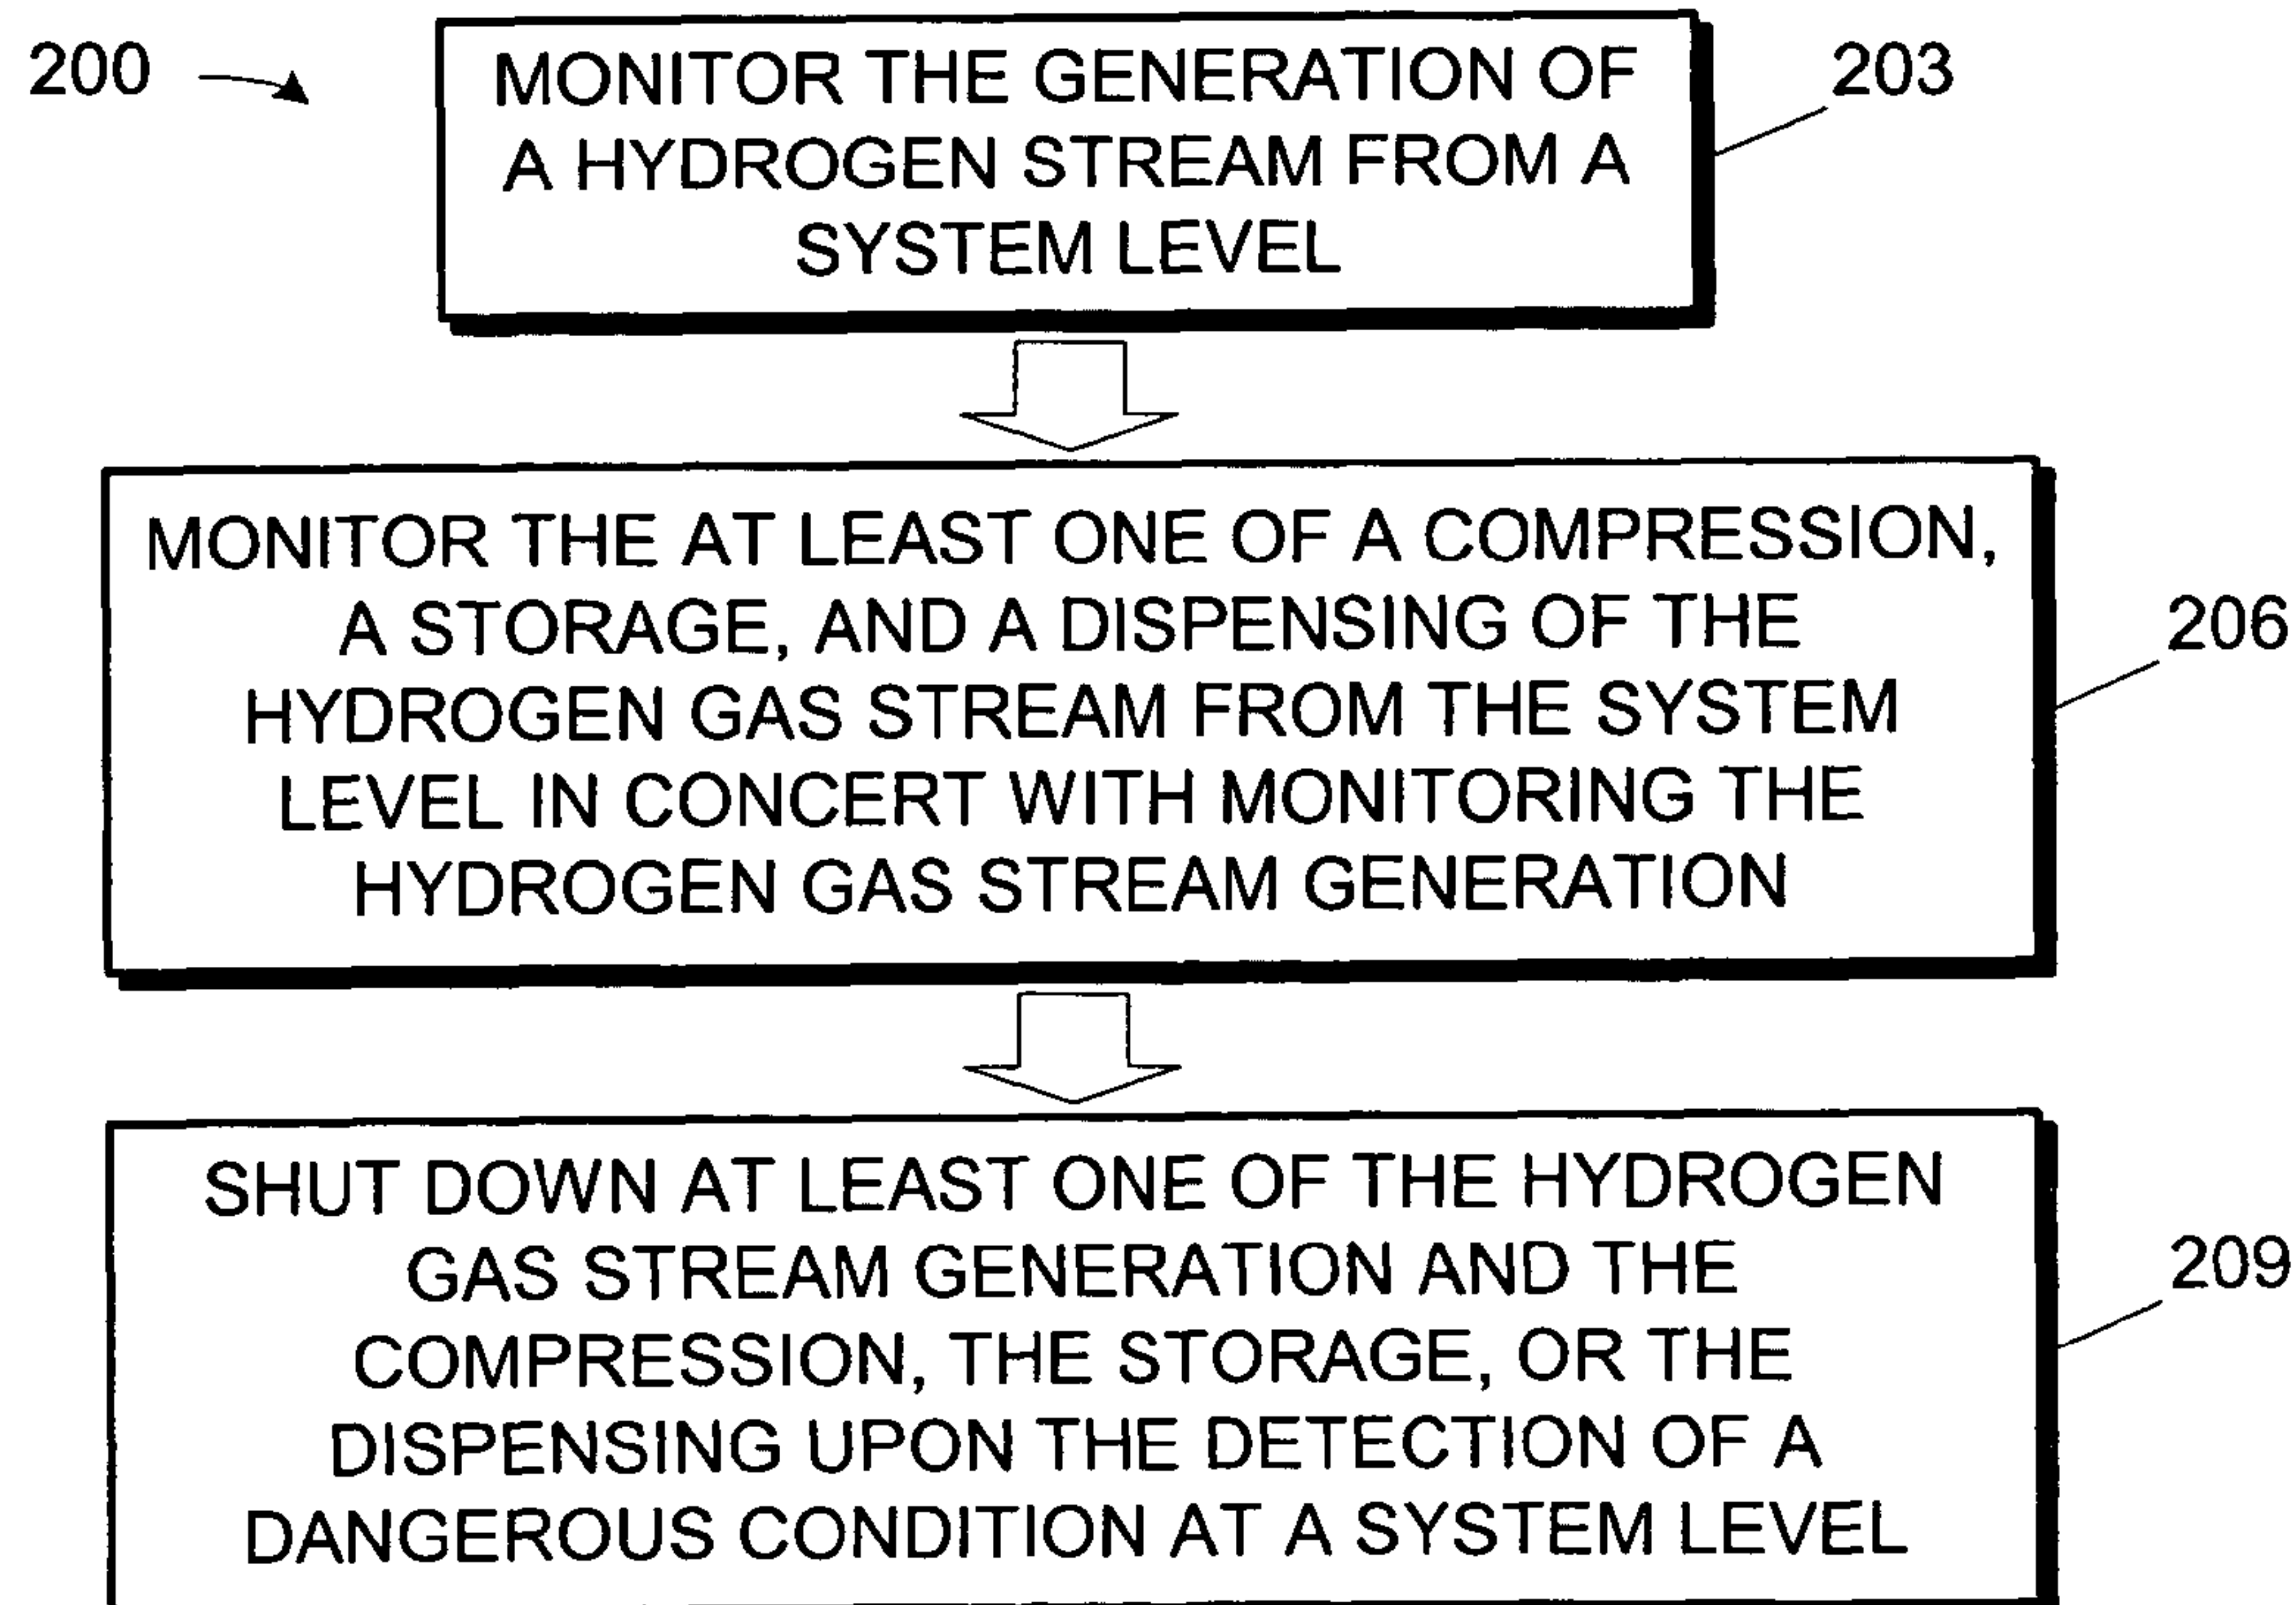 200
MONITOR THE GENERATION OF
A HYDROGEN STREAM FROM A
SYSTEM LEVEL
203
MONITOR THE AT LEAST ONE OF A COMPRESSION,
A STORAGE, AND A DISPENSING OF THE
HYDROGEN GAS STREAM FROM THE SYSTEM
LEVEL IN CONCERT WITH MONITORING THE
HYDROGEN GAS STREAM GENERATION
206
SHUT DOWN AT LEAST ONE OF THE HYDROGEN
GAS STREAM GENERATION AND THE
COMPRESSION, THE STORAGE, OR THE
DISPENSING UPON THE DETECTION OF A
DANGEROUS CONDITION AT A SYSTEM LEVEL
209